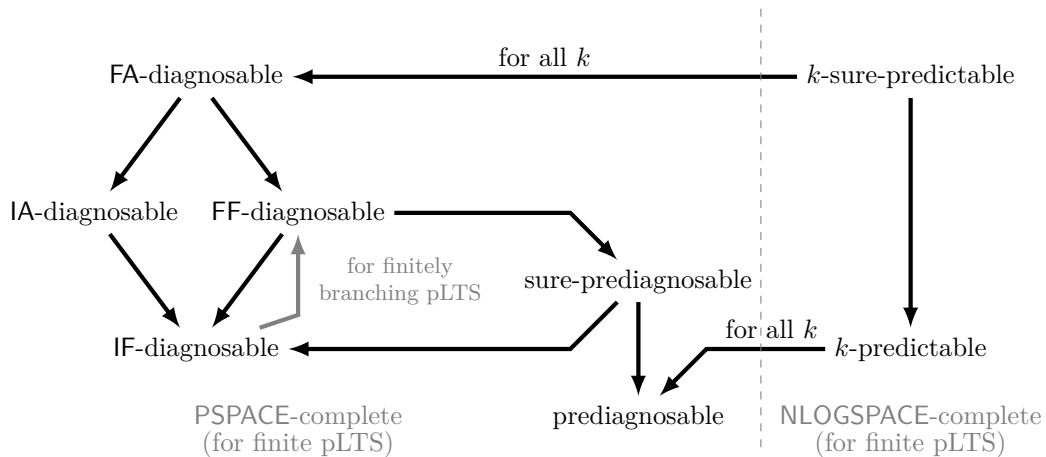 for all k
FA-diagnosable
k-sure-predictable
IA-diagnosable
FF-diagnosable
for finitely
branching pLTS
sure-prediagnosable
for all k
IF-diagnosable
k-predictable
PSPACE-complete
(for finite pLTS)
prediagnosable
NLOGSPACE-complete
(for finite pLTS)